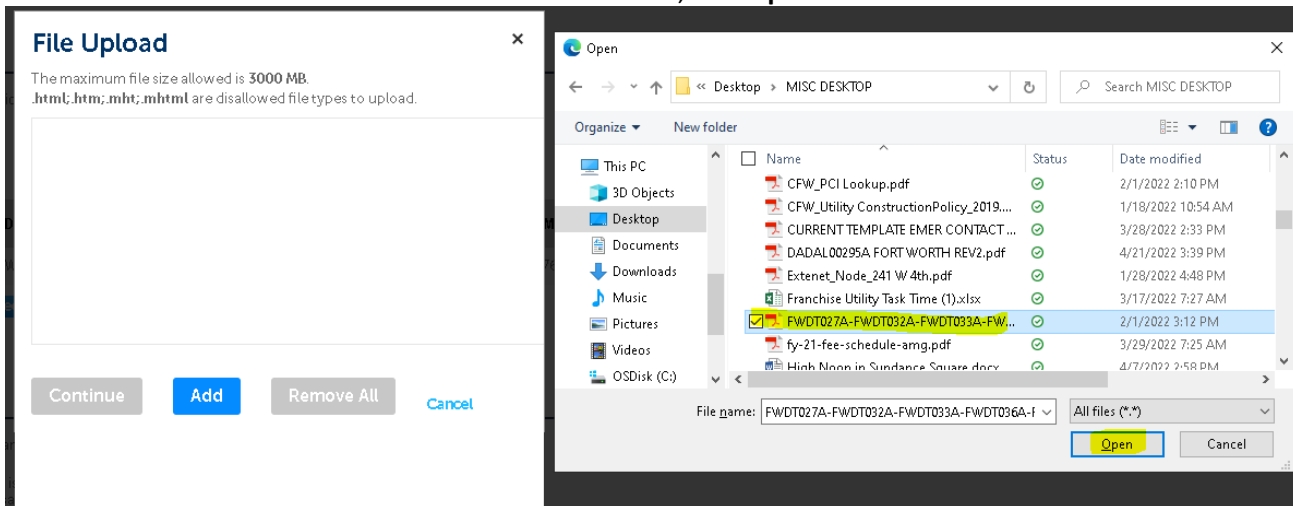 File Upload ×
The maximum file size allowed is 3000 MB.
.html;.htm;.mht;.mhtml are disallowed file types to upload.
Continue Add Remove All Cancel
Open
« Desktop › MISC DESKTOP
Search MISC DESKTOP
Organize New folder
This PC
3D Objects
Desktop
Documents
Downloads
Music
Pictures
Videos
OSDisk (C:)
Name Status Date modified
CFW_PCI Lookup.pdf 2/1/2022 2:10 PM
CFW_Utility ConstructionPolicy_2019.... 1/18/2022 10:54 AM
CURRENT TEMPLATE EMER CONTACT ... 3/28/2022 2:33 PM
DADAL00295A FORT WORTH REV2.pdf 4/21/2022 3:39 PM
Extenet_Node_241 W 4th.pdf 1/28/2022 4:48 PM
Franchise Utility Task Time (1).xlsx 3/17/2022 7:27 AM
FWDT027A-FWDT032A-FWDT033A-FW... 2/1/2022 3:12 PM
fy-21-fee-schedule-amg.pdf 3/29/2022 7:25 AM
High Noon in Sundance Square.docx 4/7/2022 2:58 PM
File name: FWDT027A-FWDT032A-FWDT033A-FWDT036A-F All files (*.*)
Open Cancel